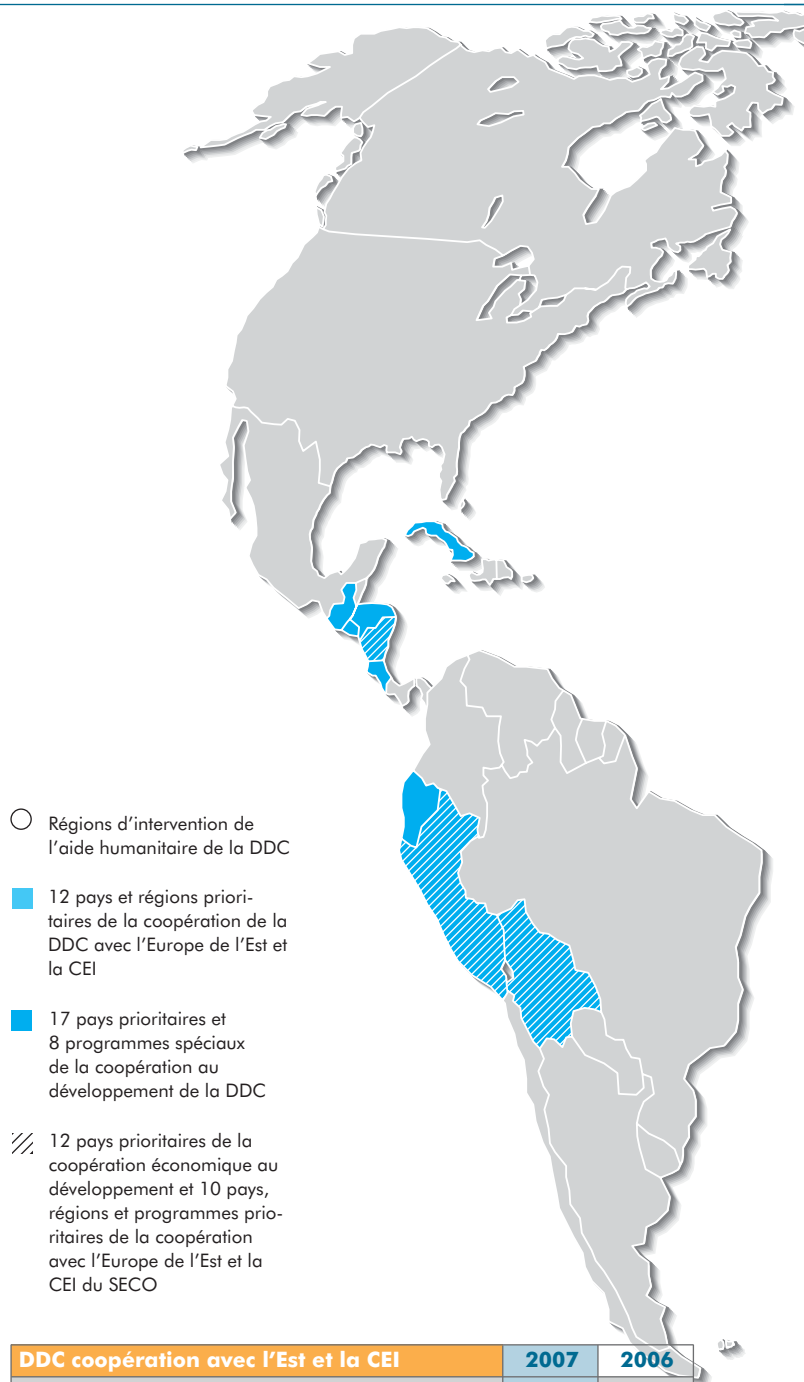 Régions d'intervention de
l'aide humanitaire de la DDC
12 pays et régions priori-
taires de la coopération de la
DDC avec l'Europe de l'Est et
la CEI
17 pays prioritaires et
8 programmes spéciaux
de la coopération au
développement de la DDC
12 pays prioritaires de la
coopération économique au
développement et 10 pays,
régions et programmes prio-
ritaires de la coopération
avec l'Europe de l'Est et la
CEI du SECO
DDC coopération avec l'Est et la CEI 2007 2006